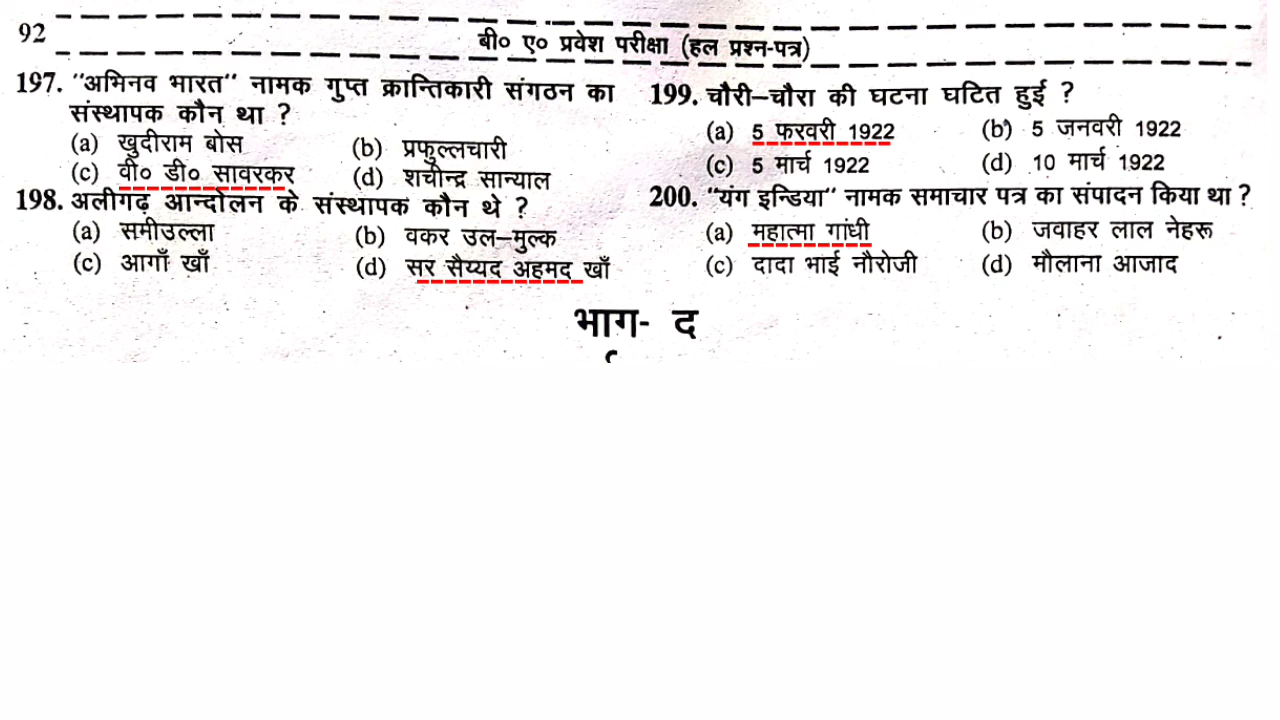 92
बी० ए० प्रवेश परीक्षा (हल प्रश्न-पत्र)
197. "अभिनव भारत" नामक गुप्त क्रान्तिकारी संगठन का
संस्थापक कौन था ?
(a) खुदीराम बोस (b) प्रफुल्लचारी
(c) वी० डी० सावरकर (d) शचीन्द्र सान्याल
198. अलीगढ़ आन्दोलन के संस्थापक कौन थे ?
(a) समीउल्ला (b) वकर उल-मुल्क
(c) आगाँ खाँ (d) सर सैय्यद अहमद खाँ
199. चौरी-चौरा की घटना घटित हुई ?
(a) 5 फरवरी 1922 (b) 5 जनवरी 1922
(c) 5 मार्च 1922 (d) 10 मार्च 1922
200. "यंग इन्डिया" नामक समाचार पत्र का संपादन किया था ?
(a) महात्मा गांधी (b) जवाहर लाल नेहरू
(c) दादा भाई नौरोजी (d) मौलाना आजाद
भाग- द